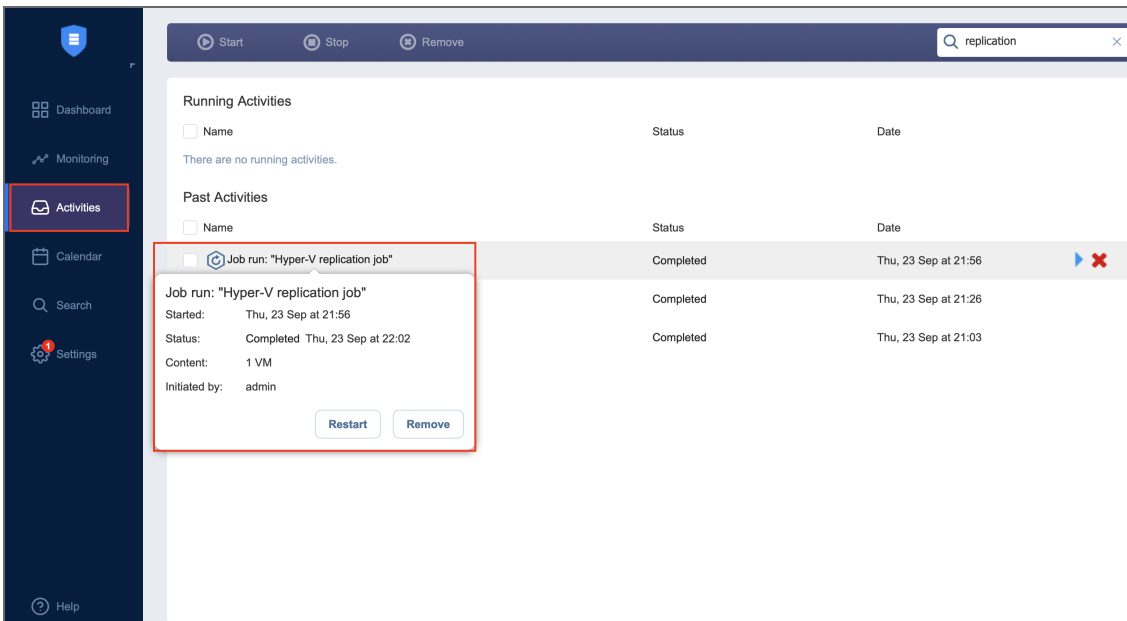 Start Stop Remove replication
Dashboard
Monitoring
Activities
Calendar
Search
1
Settings
Help
Running Activities
Name Status Date
There are no running activities.
Past Activities
Name Status Date
Job run: "Hyper-V replication job" Completed Thu, 23 Sep at 21:56
Completed Thu, 23 Sep at 21:26
Completed Thu, 23 Sep at 21:03
Job run: "Hyper-V replication job"
Started: Thu, 23 Sep at 21:56
Status: Completed Thu, 23 Sep at 22:02
Content: 1 VM
Initiated by: admin
Restart Remove